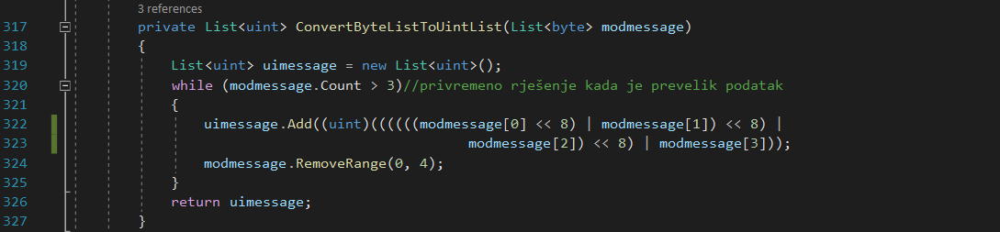 3 references
317 private List<uint> ConvertByteListToUintList(List<byte> modmessage)
318 {
319 List<uint> uimessage = new List<uint>();
320 while (modmessage.Count > 3)//privremeno rješenje kada je prevelik podatak
321 {
322 uimessage.Add((uint)((((((modmessage[0] << 8) | modmessage[1]) << 8) |
323 modmessage[2]) << 8) | modmessage[3]));
324 modmessage.RemoveRange(0, 4);
325 }
326 return uimessage;
327 }